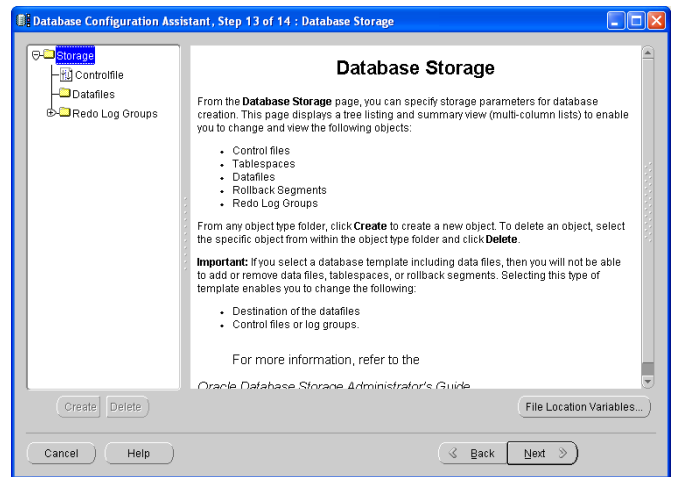 Database Configuration Assistant, Step 13 of 14 : Database Storage
Storage
Controlfile
Datafiles
Redo Log Groups
Database Storage
From the Database Storage page, you can specify storage parameters for database
creation. This page displays a tree listing and summary view (multi-column lists) to enable
you to change and view the following objects:
• Control files
• Tablespaces
• Datafiles
• Rollback Segments
• Redo Log Groups
From any object type folder, click Create to create a new object. To delete an object, select
the specific object from within the object type folder and click Delete.
Important: If you select a database template including data files, then you will not be able
to add or remove data files, tablespaces, or rollback segments. Selecting this type of
template enables you to change the following:
• Destination of the datafiles
• Control files or log groups.
For more information, refer to the
Oracle Database Storage Administrator's Guide
Create
Delete
File Location Variables...
Cancel
Help
Back
Next